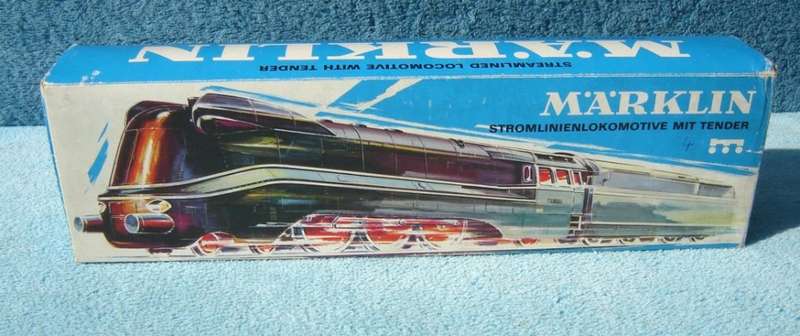 MÄRKLIN
STREAMLINED LOCOMOTIVE WITH TENDER
MÄRKLIN
STROMLINIENLOKOMOTIVE MIT TENDER